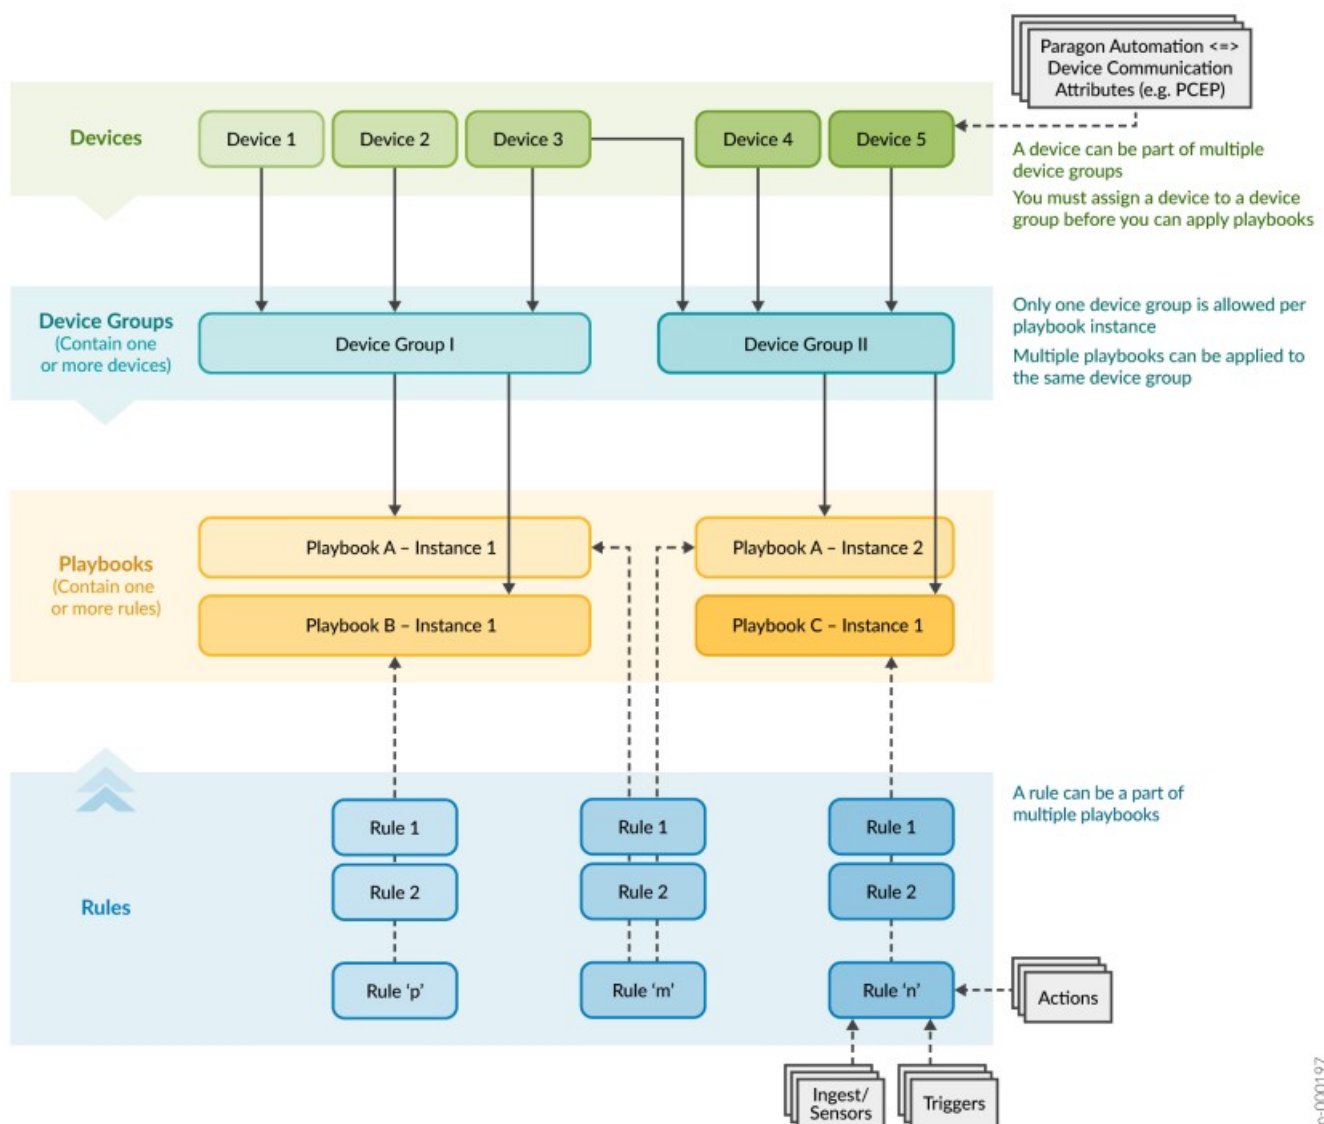 Paragon Automation <=>
Device Communication
Attributes (e.g. PCEP)
Devices
Device 1
Device 2
Device 3
Device 4
Device 5
A device can be part of multiple
device groups
You must assign a device to a device
group before you can apply playbooks
Device Groups
(Contain one
or more devices)
Device Group I
Device Group II
Only one device group is allowed per
playbook instance
Multiple playbooks can be applied to
the same device group
Playbooks
(Contain one
or more rules)
Playbook A – Instance 1
Playbook A – Instance 2
Playbook B – Instance 1
Playbook C – Instance 1
Rules
Rule 1
Rule 1
Rule 1
A rule can be a part of
multiple playbooks
Rule 2
Rule 2
Rule 2
Rule ‘p’
Rule ‘m’
Rule ‘n’
Actions
Ingest/
Sensors
Triggers